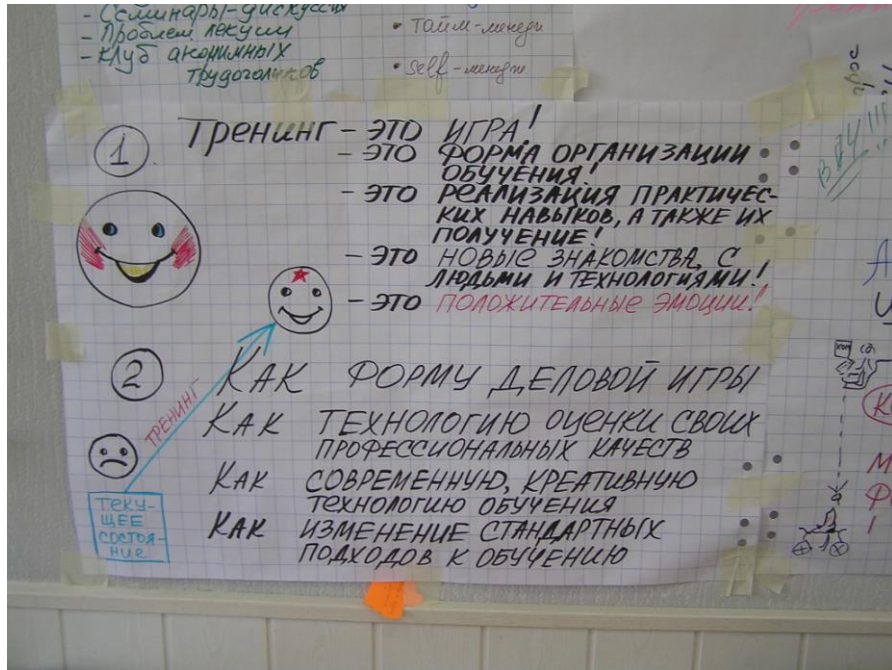 - Семинары-дискуссии
- Проблем лекции
- Клуб анонимных
трудоголиков
• тайм-менедж
• self-менедж
1
Тренинг - это ИГРА!
- это ФОРМА ОРГАНИЗАЦИИ
ОБУЧЕНИЯ!
- это РЕАЛИЗАЦИЯ ПРАКТИЧЕС-
КИХ НАВЫКОВ, А ТАКЖЕ ИХ
ПОЛУЧЕНИЕ!
- это НОВЫЕ ЗНАКОМСТВА, С
ЛЮДЬМИ И ТЕХНОЛОГИЯМИ!
- это ПОЛОЖИТЕЛЬНЫЕ ЭМОЦИИ!
2
КАК ФОРМУ ДЕЛОВОЙ ИГРЫ
КАК ТЕХНОЛОГИЮ ОЦЕНКИ СВОИХ
ПРОФЕССИОНАЛЬНЫХ КАЧЕСТВ
КАК СОВРЕМЕННУЮ, КРЕАТИВНУЮ
ТЕХНОЛОГИЮ ОБУЧЕНИЯ
КАК ИЗМЕНЕНИЕ СТАНДАРТНЫХ
ПОДХОДОВ К ОБУЧЕНИЮ
ТРЕНИНГ
ТЕКУ-
ЩЕЕ
СОСТОЯ-
НИЕ